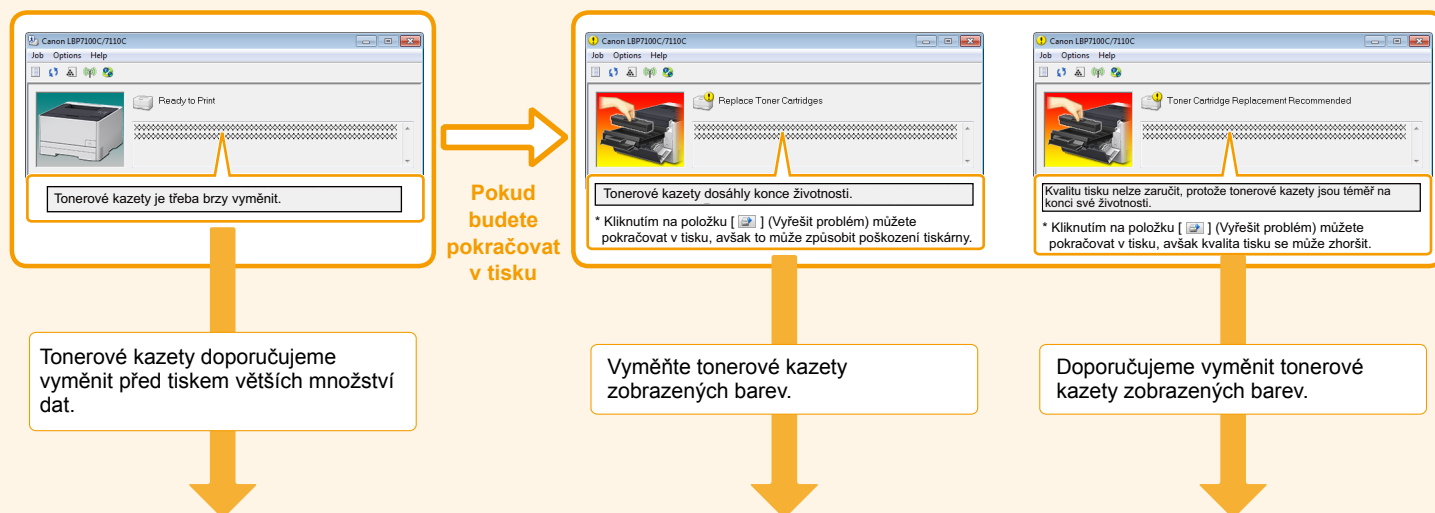 Canon LBP7100C/7110C
Job Options Help
Ready to Print
Tonerové kazety je třeba brzy vyměnit.
Pokud
budete
pokračovat
v tisku
Canon LBP7100C/7110C
Job Options Help
Replace Toner Cartridges
Tonerové kazety dosáhly konce životnosti.
* Kliknutím na položku [ ] (Vyřešit problém) můžete
pokračovat v tisku, avšak to může způsobit poškození tiskárny.
Canon LBP7100C/7110C
Job Options Help
Toner Cartridge Replacement Recommended
Kvalitu tisku nelze zaručit, protože tonerové kazety jsou téměř na
konci své životnosti.
* Kliknutím na položku [ ] (Vyřešit problém) můžete
pokračovat v tisku, avšak kvalita tisku se může zhoršit.
Tonerové kazety doporučujeme
vyměnit před tiskem větších množství
dat.
Vyměňte tonerové kazety
zobrazených barev.
Doporučujeme vyměnit tonerové
kazety zobrazených barev.